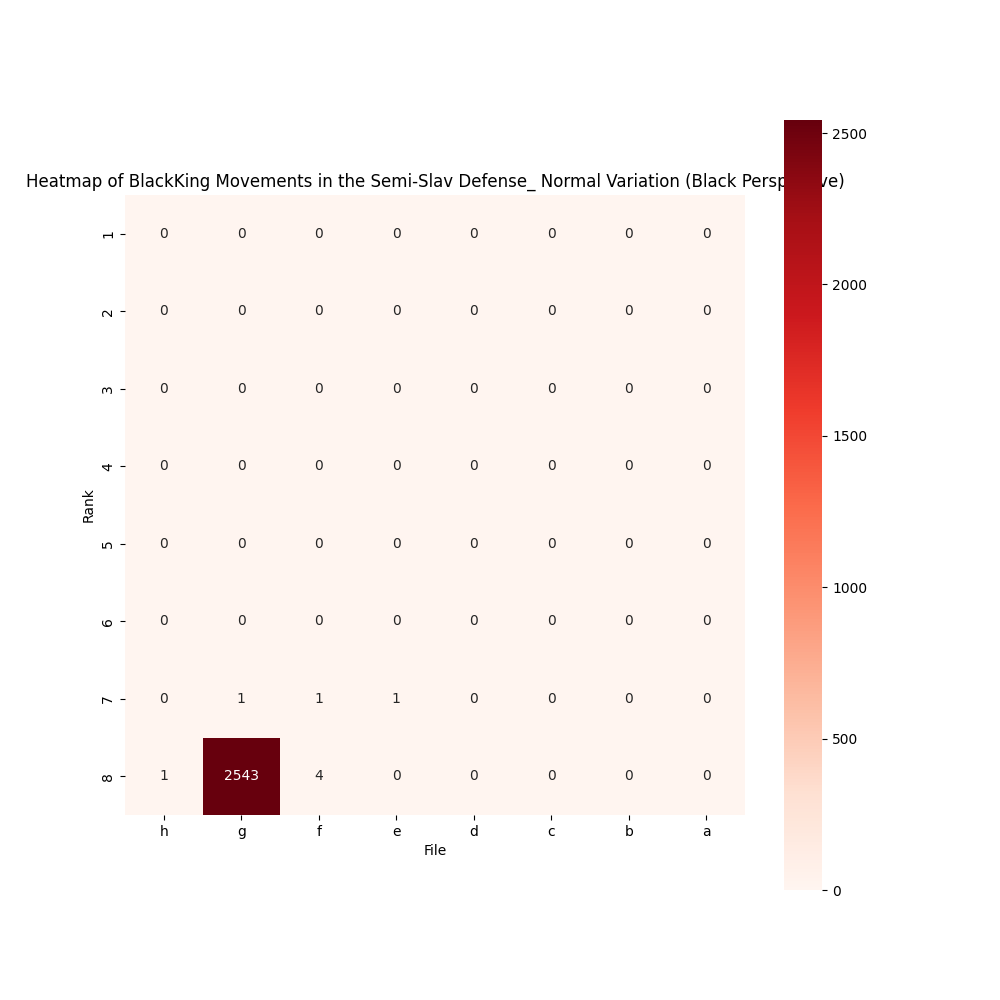 Heatmap of BlackKing Movements in the Semi-Slav Defense_ Normal Variation (Black Persp ve)
2500
2000
1500
1000
500
0
1 0 0 0 0 0 0 0 0
2 0 0 0 0 0 0 0 0
3 0 0 0 0 0 0 0 0
4 0 0 0 0 0 0 0 0
Rank
5 0 0 0 0 0 0 0 0
6 0 0 0 0 0 0 0 0
7 0 1 1 1 0 0 0 0
8 1 2543 4 0 0 0 0 0
h g f e d c b a
File